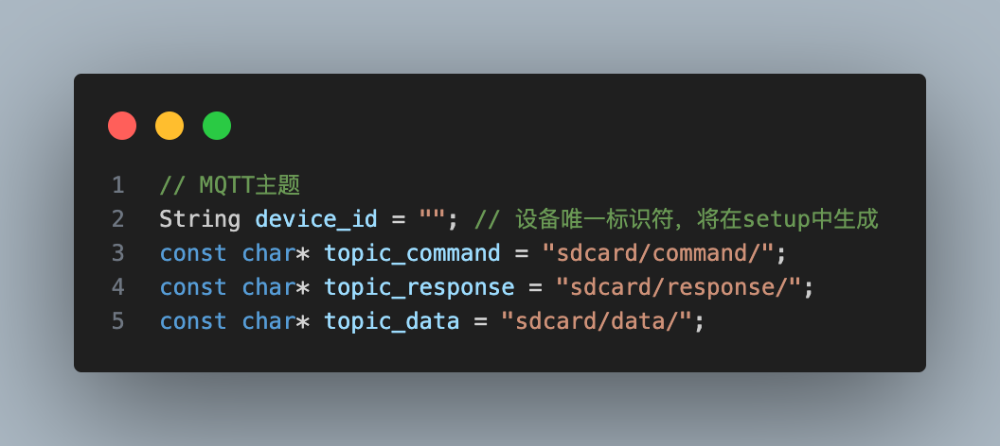 1 // MQTT主题
2 String device_id = ""; // 设备唯一标识符，将在setup中生成
3 const char* topic_command = "sdcard/command/";
4 const char* topic_response = "sdcard/response/";
5 const char* topic_data = "sdcard/data/";